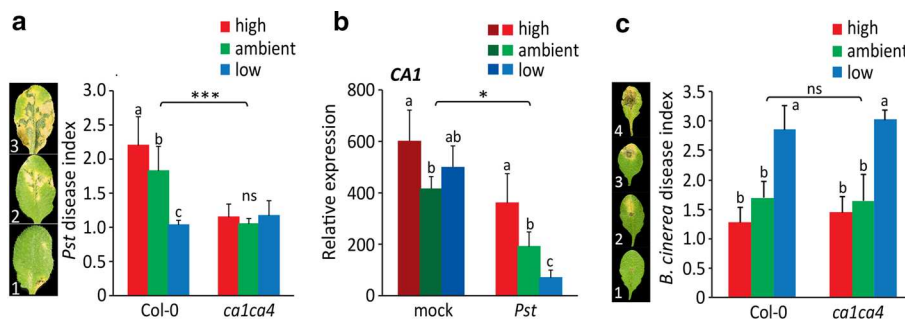 a
high
ambient
low
***
3
2
1
Pst disease index
3.0
2.5
2.0
1.5
1.0
0.5
0
a
b
c
ns
Col-0
ca1ca4
b
high
ambient
low
CA1
*
Relative expression
800
600
400
200
0
a
b
ab
a
b
c
mock
Pst
c
high
ambient
low
ns
4
3
2
1
B. cinerea disease index
3.5
3.0
2.5
2.0
1.5
1.0
0.5
0
b
b
a
b
b
a
Col-0
ca1ca4